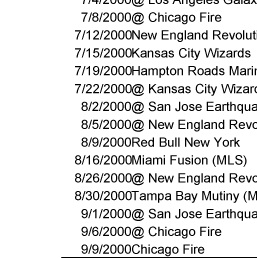 7/4/2000@ Los Angeles Galax
7/8/2000@ Chicago Fire
7/12/2000New England Revolut
7/15/2000Kansas City Wizards
7/19/2000Hampton Roads Mari
7/22/2000@ Kansas City Wizar
8/2/2000@ San Jose Earthqua
8/5/2000@ New England Revo
8/9/2000Red Bull New York
8/16/2000Miami Fusion (MLS)
8/26/2000@ New England Revo
8/30/2000Tampa Bay Mutiny (M
9/1/2000@ San Jose Earthqua
9/6/2000@ Chicago Fire
9/9/2000Chicago Fire